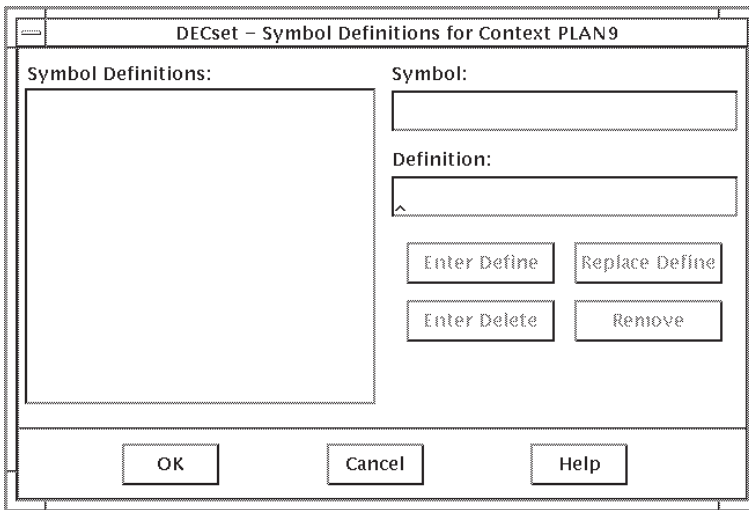 DECset – Symbol Definitions for Context PLAN9
Symbol Definitions:
Symbol:
Definition:
Enter Define
Replace Define
Enter Delete
Remove
OK
Cancel
Help